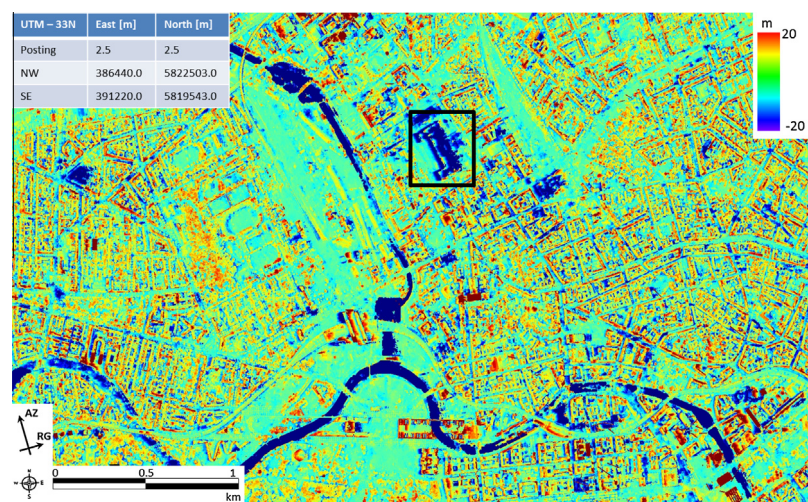 UTM – 33N East [m] North [m]
Posting 2.5 2.5
NW 386440.0 5822503.0
SE 391220.0 5819543.0
m
20
-20
AZ
RG
N
W E
S
0 0.5 1
km